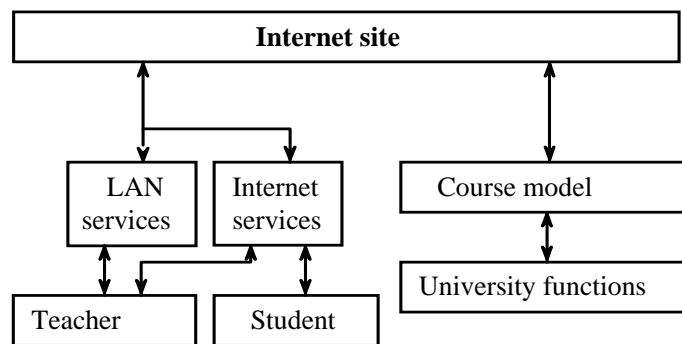 Internet site
LAN
services
Internet
services
Course model
University functions
Teacher
Student